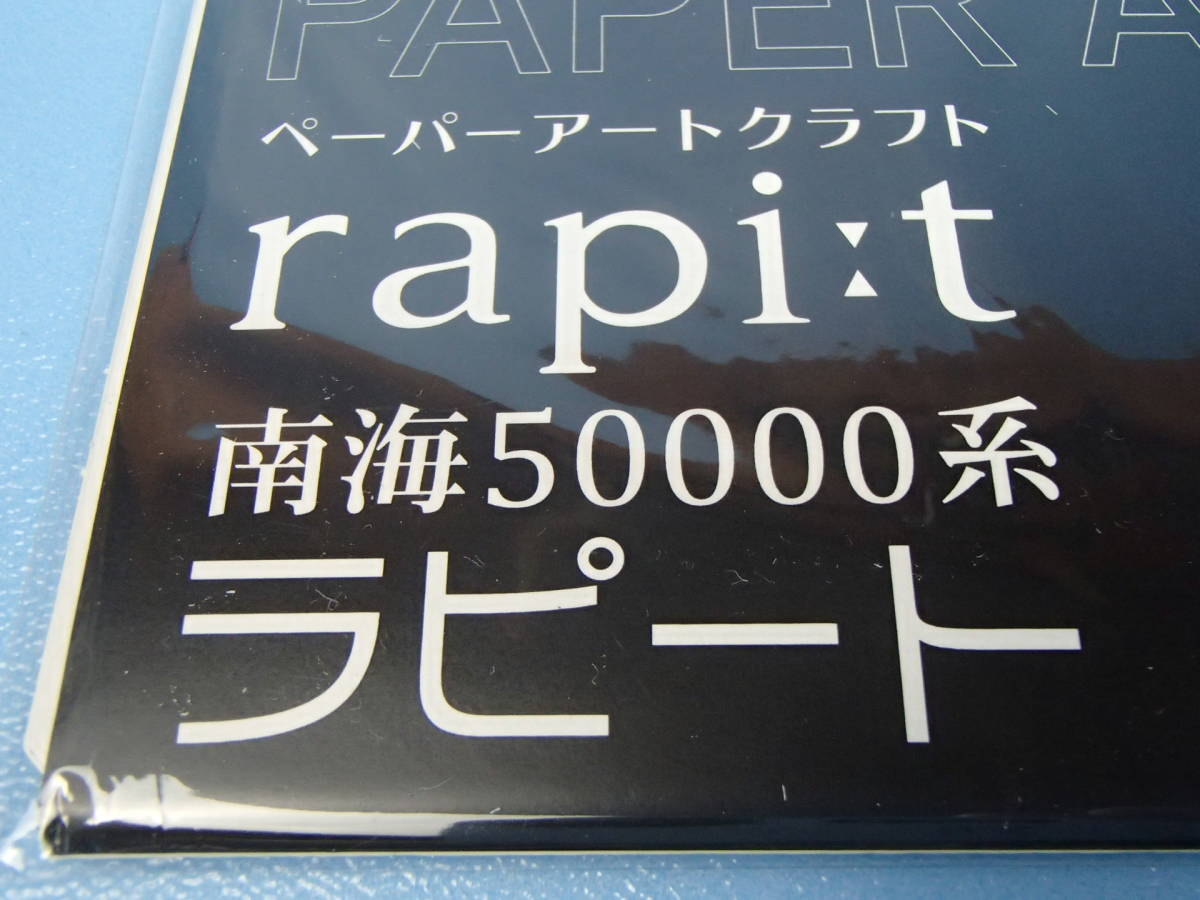 PAPER A
ペーパーアートクラフト
rapi:t
南海50000系
ラピート